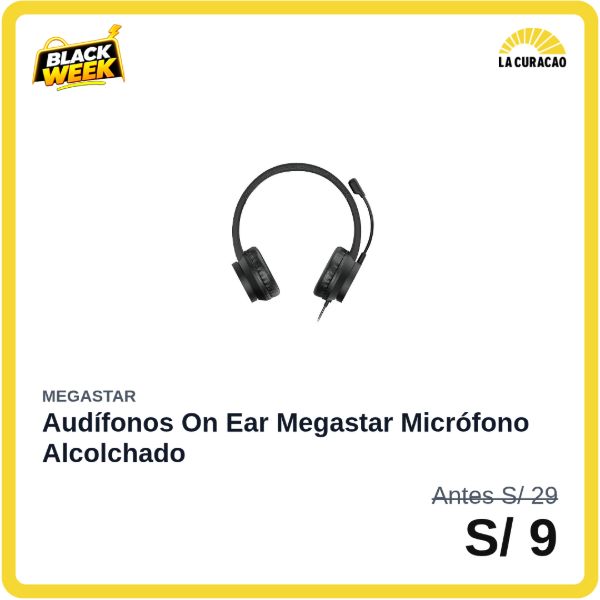 BLACK
WEEK
LA CURACAO
MEGASTAR
Audífonos On Ear Megastar Micrófono
Alcolchado
Antes S/ 29
S/ 9